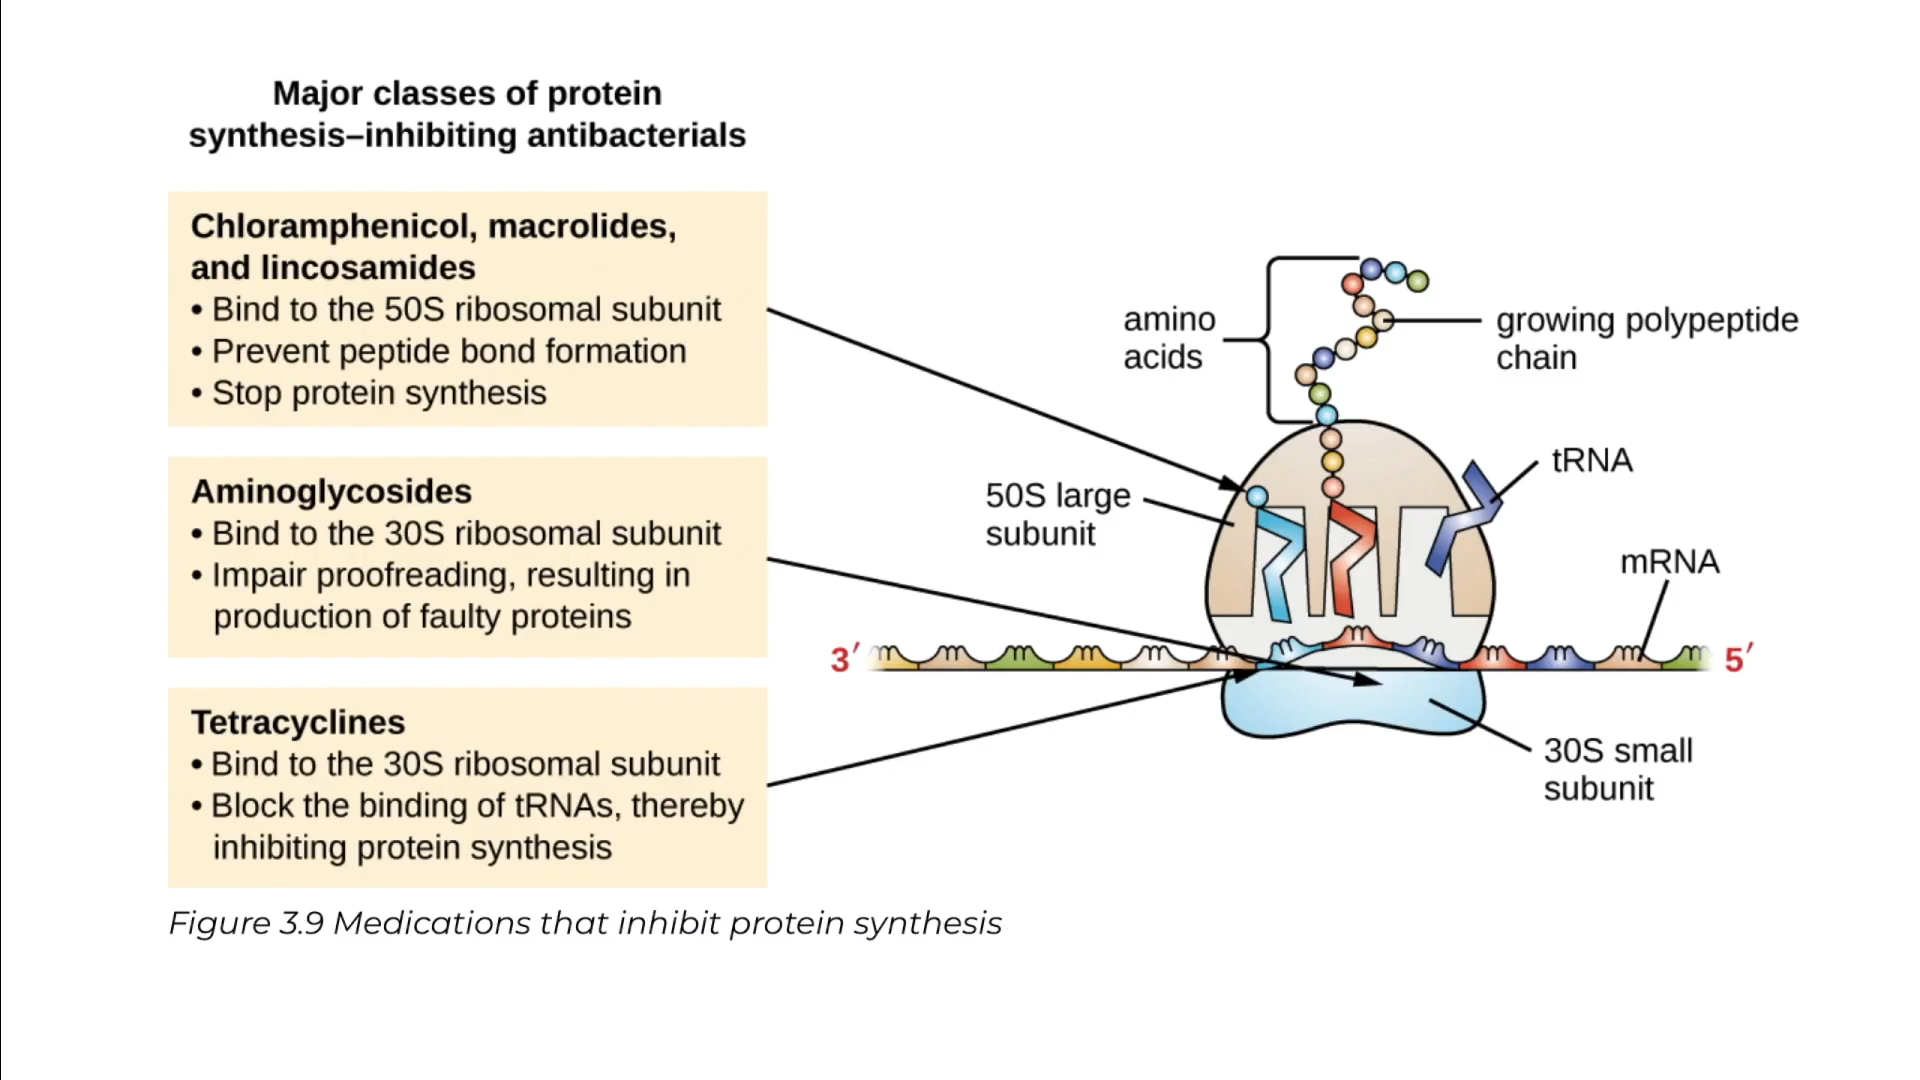 Major classes of protein
synthesis–inhibiting antibacterials
Chloramphenicol, macrolides,
and lincosamides
• Bind to the 50S ribosomal subunit
• Prevent peptide bond formation
• Stop protein synthesis
Aminoglycosides
• Bind to the 30S ribosomal subunit
• Impair proofreading, resulting in
production of faulty proteins
Tetracyclines
• Bind to the 30S ribosomal subunit
• Block the binding of tRNAs, thereby
inhibiting protein synthesis
amino
acids
growing polypeptide
chain
50S large
subunit
tRNA
mRNA
3′
5′
30S small
subunit
Figure 3.9 Medications that inhibit protein synthesis